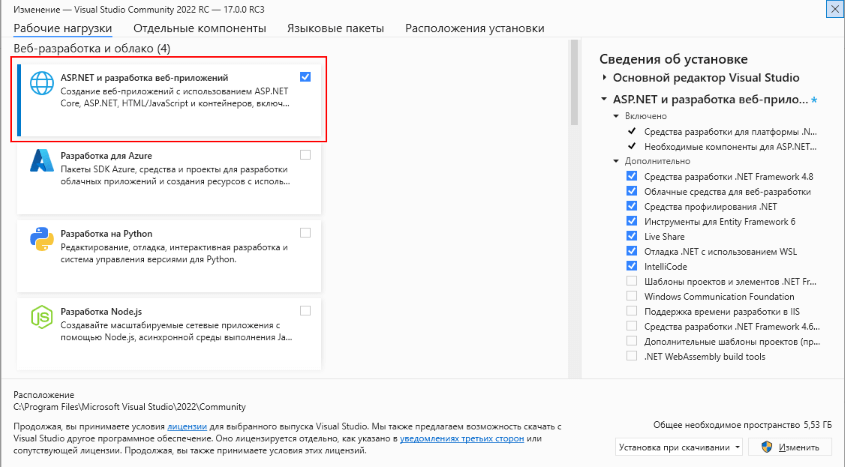 Изменение — Visual Studio Community 2022 RC — 17.0.0 RC3
Рабочие нагрузки Отдельные компоненты Языковые пакеты Расположения установки
Веб-разработка и облако (4)
ASP.NET и разработка веб-приложений
Создание веб-приложений с использованием ASP.NET
Core, ASP.NET, HTML/JavaScript и контейнеров, включ...
Разработка для Azure
Пакеты SDK Azure, средства и проекты для разработки
облачных приложений и создания ресурсов с исполь...
Разработка на Python
Редактирование, отладка, интерактивная разработка и
система управления версиями для Python.
Разработка Node.js
Создавайте масштабируемые сетевые приложения с
помощью Node.js, асинхронной среды выполнения Ja...
Сведения об установке
Основной редактор Visual Studio
ASP.NET и разработка веб-прило... *
Включено
Средства разработки для платформы .N...
Необходимые компоненты для ASP.NET...
Дополнительно
Средства разработки .NET Framework 4.8
Облачные средства для веб-разработки
Средства профилирования .NET
Инструменты для Entity Framework 6
Live Share
Отладка .NET с использованием WSL
IntelliCode
Шаблоны проектов и элементов .NET Fr...
Windows Communication Foundation
Поддержка времени разработки в IIS
Средства разработки .NET Framework 4.6...
Дополнительные шаблоны проектов (пр...
.NET WebAssembly build tools
Расположение
C:\Program Files\Microsoft Visual Studio\2022\Community
Продолжая, вы принимаете условия лицензии для выбранного выпуска Visual Studio. Мы также предлагаем возможность скачать с
Visual Studio другое программное обеспечение. Оно лицензируется отдельно, как указано в уведомлениях третьих сторон или
сопутствующей лицензии. Продолжая, вы также принимаете условия этих лицензий.
Общее необходимое пространство 5,53 ГБ
Установка при скачивании
Изменить